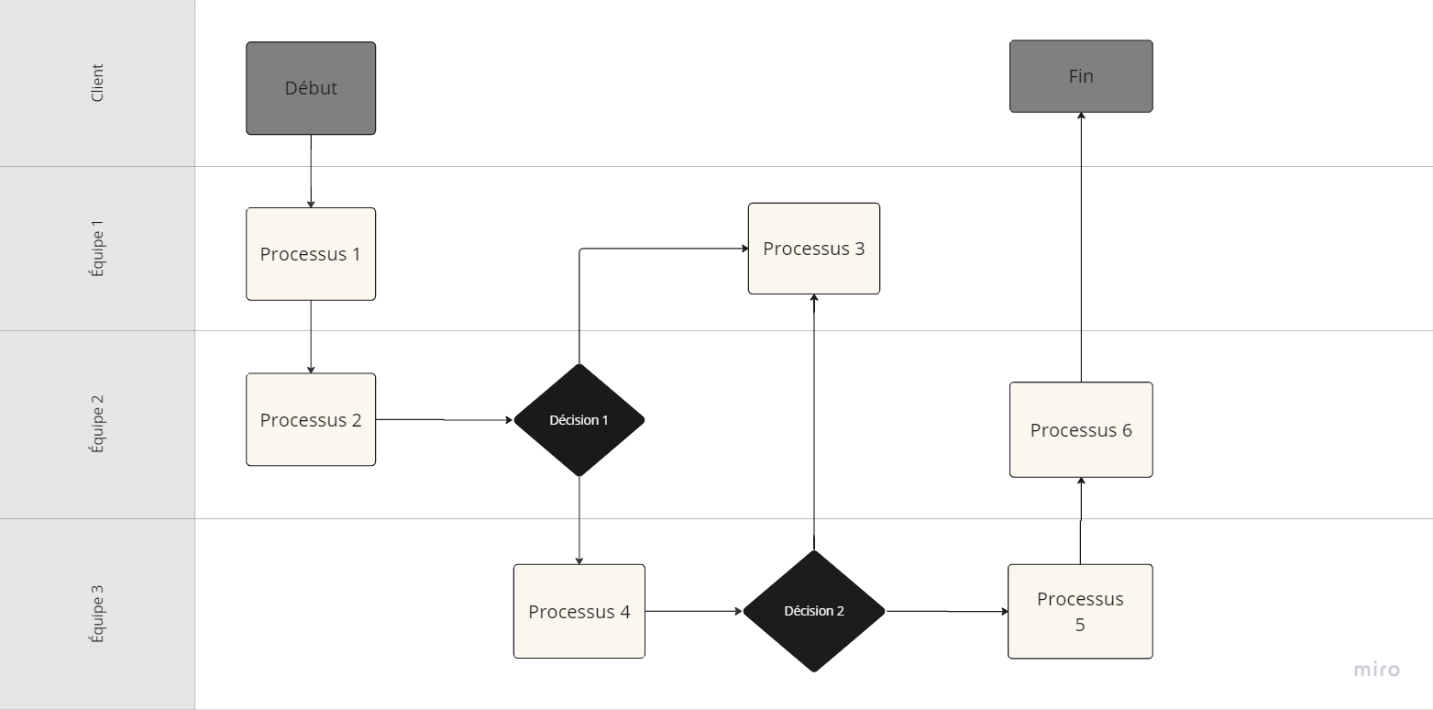 Client
Début
Fin
Équipe 1
Processus 1
Processus 3
Équipe 2
Processus 2
Décision 1
Processus 6
Équipe 3
Processus 4
Décision 2
Processus
5
miro